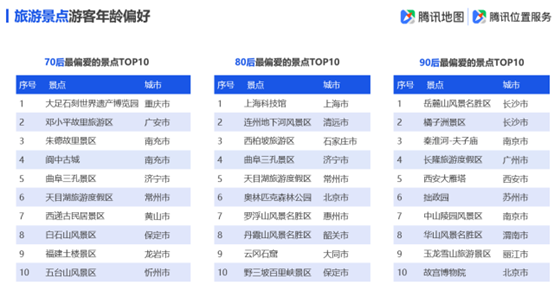 旅游景点游客年龄偏好
腾讯地图 腾讯位置服务
70后最偏爱的景点TOP10
序号 景点 城市
1 大足石刻世界遗产博览园 重庆市
2 邓小平故里旅游区 广安市
3 朱德故里景区 南充市
4 阆中古城 南充市
5 曲阜三孔景区 济宁市
6 天目湖旅游度假区 常州市
7 西递古民居景区 黄山市
8 白石山风景区 保定市
9 福建土楼景区 龙岩市
10 五台山风景区 忻州市
80后最偏爱的景点TOP10
序号 景点 城市
1 上海科技馆 上海市
2 连州地下河风景区 清远市
3 西柏坡旅游区 石家庄市
4 曲阜三孔景区 济宁市
5 天目湖旅游度假区 常州市
6 奥林匹克森林公园 北京市
7 罗浮山风景名胜区 惠州市
8 丹霞山风景名胜区 韶关市
9 云冈石窟 大同市
10 野三坡百里峡景区 保定市
90后最偏爱的景点TOP10
序号 景点 城市
1 岳麓山风景名胜区 长沙市
2 橘子洲景区 长沙市
3 秦淮河-夫子庙 南京市
4 长隆旅游度假区 广州市
5 西安大雁塔 西安市
6 拙政园 苏州市
7 中山陵园风景区 南京市
8 华山风景名胜区 渭南市
9 玉龙雪山旅游景区 丽江市
10 故宫博物院 北京市